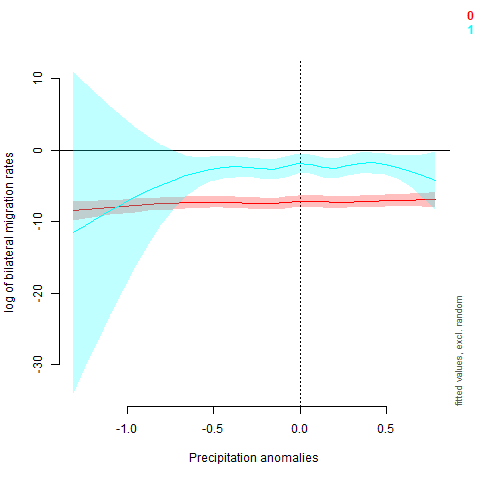 0
1
10
0
-10
-20
-30
log of bilateral migration rates
-1.0 -0.5 0.0 0.5
Precipitation anomalies
fitted values, excl. random